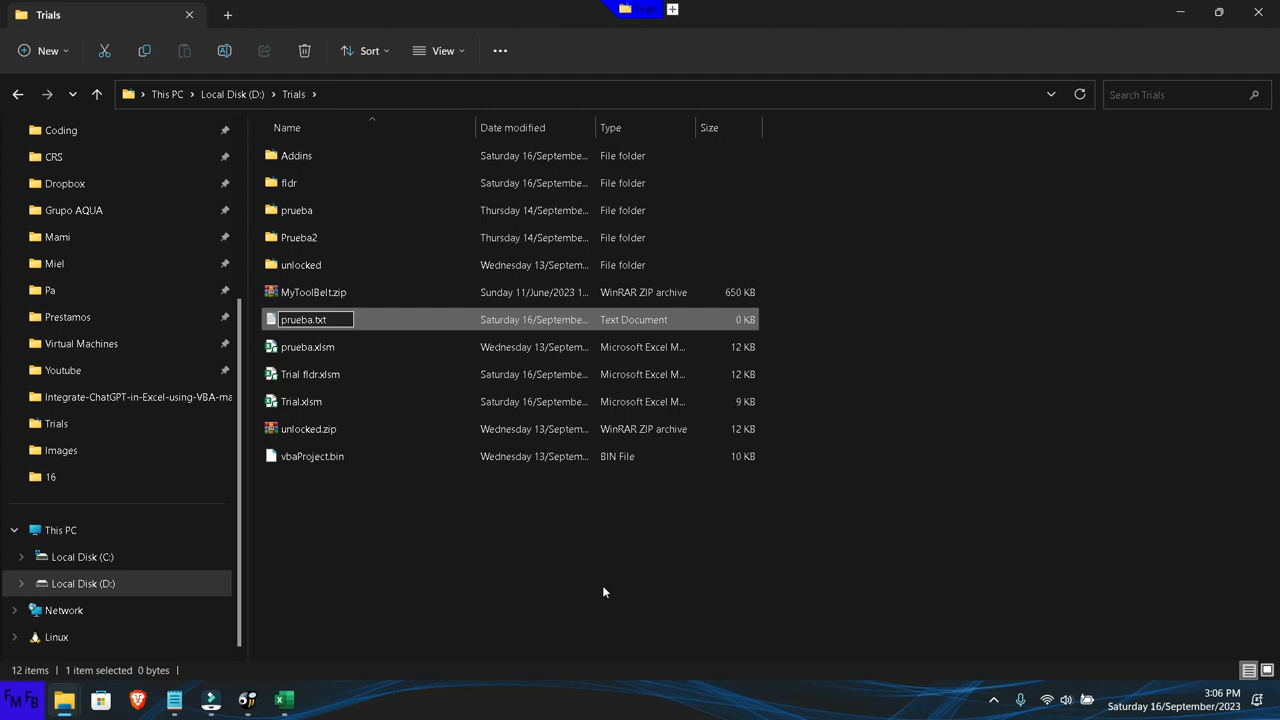 Trials
New
Sort
View
This PC
Local Disk (D:)
Trials
Search Trials
Name
Date modified
Type
Size
Coding
CRS
Dropbox
Grupo AQUA
Mami
Miel
Pa
Prestamos
Virtual Machines
Youtube
Integrate-ChatGPT-in-Excel-using-VBA-ma
Trials
Images
16
This PC
Local Disk (C:)
Local Disk (D:)
Network
Linux
Addins Saturday 16/Septembe... File folder
fldr Saturday 16/Septembe... File folder
prueba Thursday 14/Septembe... File folder
Prueba2 Thursday 14/Septembe... File folder
unlocked Wednesday 13/Septem... File folder
MyToolBelt.zip Sunday 11/June/2023 1... WinRAR ZIP archive 650 KB
prueba.txt Saturday 16/Septembe... Text Document 0 KB
prueba.xlsm Wednesday 13/Septem... Microsoft Excel M... 12 KB
Trial fldr.xlsm Saturday 16/Septembe... Microsoft Excel M... 12 KB
Trial.xlsm Saturday 16/Septembe... Microsoft Excel M... 9 KB
unlocked.zip Wednesday 13/Septem... WinRAR ZIP archive 12 KB
vbaProject.bin Wednesday 13/Septem... BIN File 10 KB
12 items 1 item selected 0 bytes
FM FB
3:06 PM
Saturday 16/September/2023